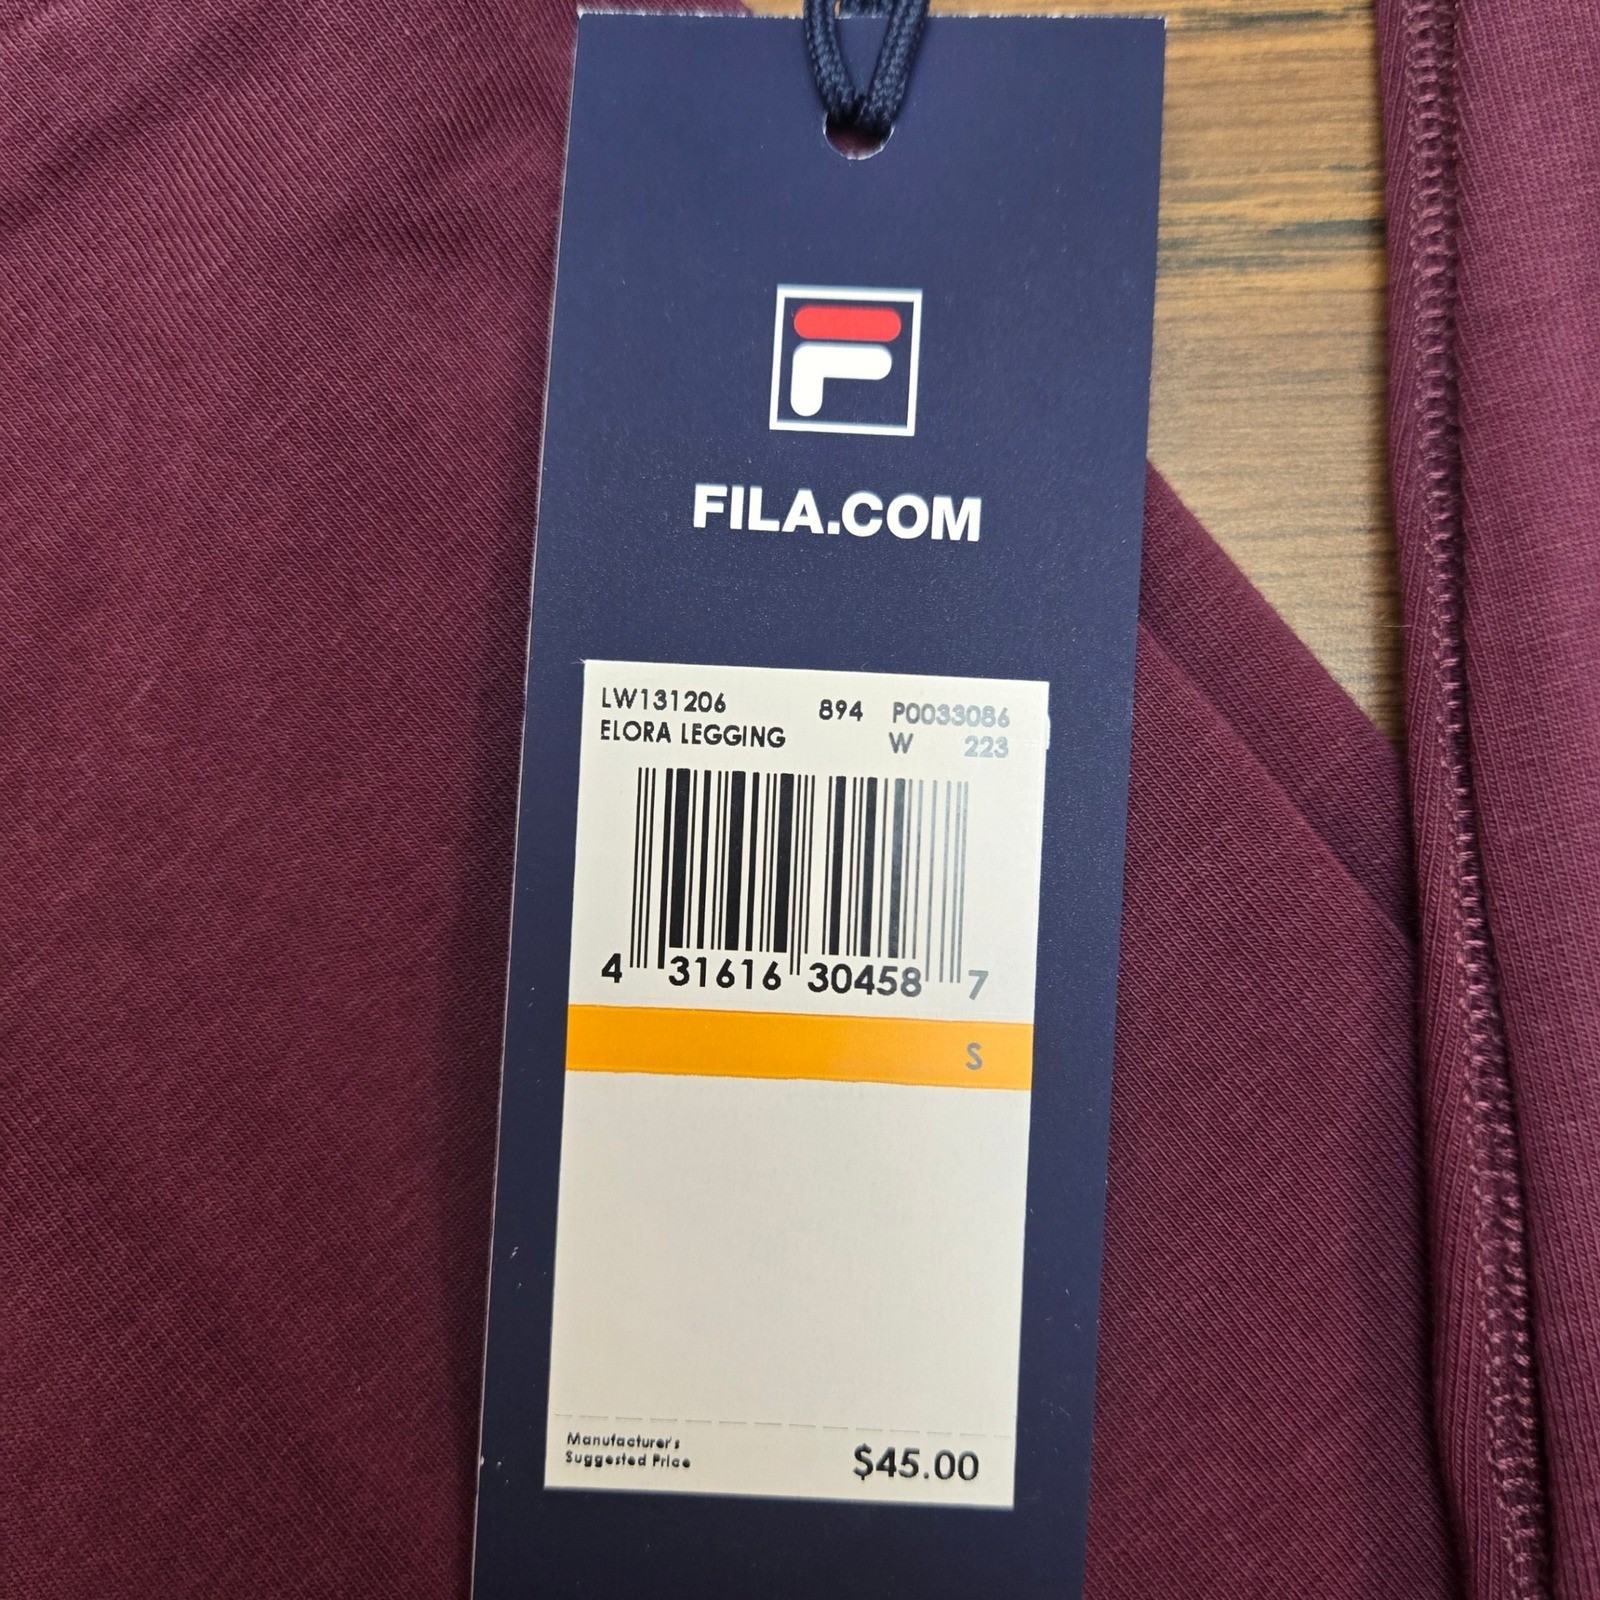 FILA.COM
LW131206 894 P0033086
ELORA LEGGING W 223
4 31616 30458 7
S
Manufacturer's
Suggested Price $45.00